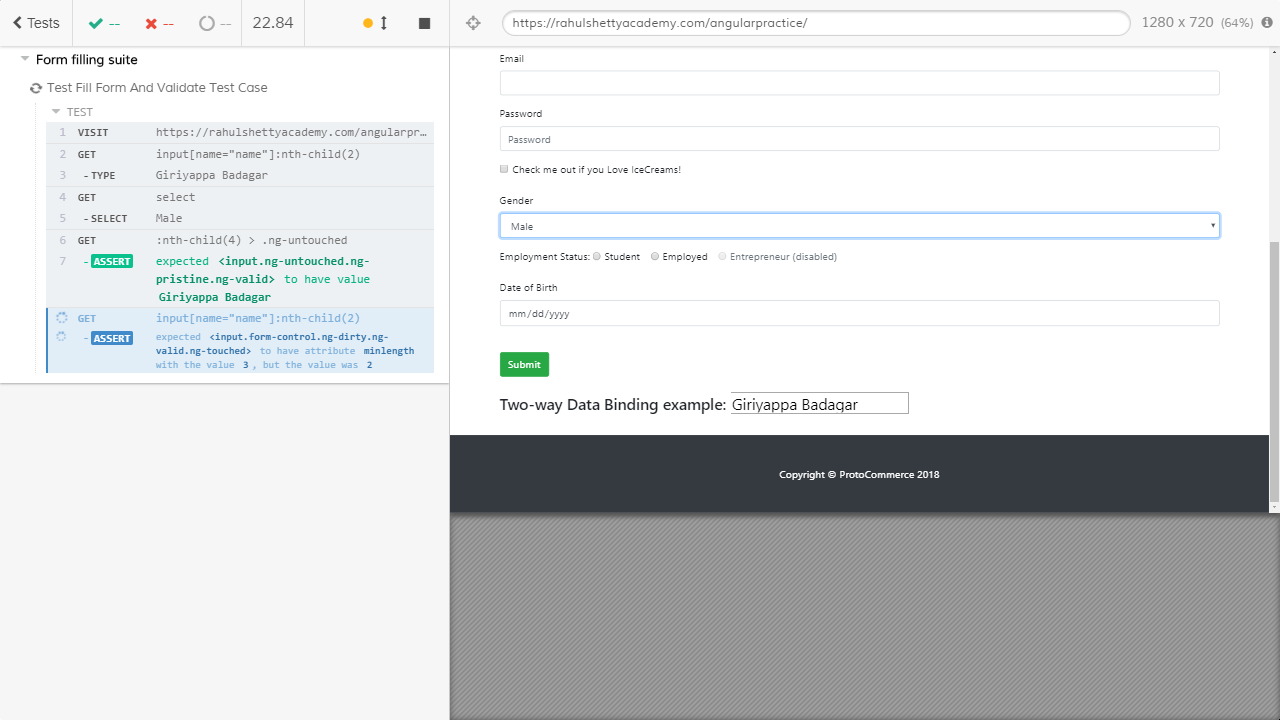 Tests -- -- -- 22.84
https://rahulshettyacademy.com/angularpractice/ 1280 x 720 (64%)
Form filling suite
Test Fill Form And Validate Test Case
TEST
1 VISIT https://rahulshettyacademy.com/angularpr…
2 GET input[name="name"]:nth-child(2)
3 -TYPE Giriyappa Badagar
4 GET select
5 -SELECT Male
6 GET :nth-child(4) > .ng-untouched
7 -ASSERT expected <input.ng-untouched.ng-
pristine.ng-valid> to have value
Giriyappa Badagar
GET input[name="name"]:nth-child(2)
-ASSERT expected <input.form-control.ng-dirty.ng-
valid.ng-touched> to have attribute minlength
with the value 3 , but the value was 2
Email
Password
Password
Check me out if you Love IceCreams!
Gender
Male
Employment Status: Student Employed Entrepreneur (disabled)
Date of Birth
mm/dd/yyyy
Submit
Two-way Data Binding example: Giriyappa Badagar
Copyright © ProtoCommerce 2018